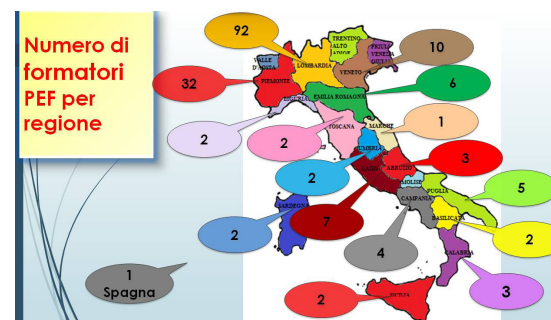 Numero di
formatori
PEF per
regione
92
10
32
6
2
2
1
2
3
7
5
2
4
2
2
3
1
Spagna
TRENTINO
ALTO
ADIGE
FRIULI
VENEZIA
GIULIA
VALLE
D'AOSTA
LOMBARDIA
VENETO
PIEMONTE
LIGURIA
EMILIA ROMAGNA
TOSCANA
MARCHE
UMBRIA
LAZIO
ABRUZZO
MOLISE
CAMPANIA
PUGLIA
BASILICATA
SARDEGNA
CALABRIA
SICILIA